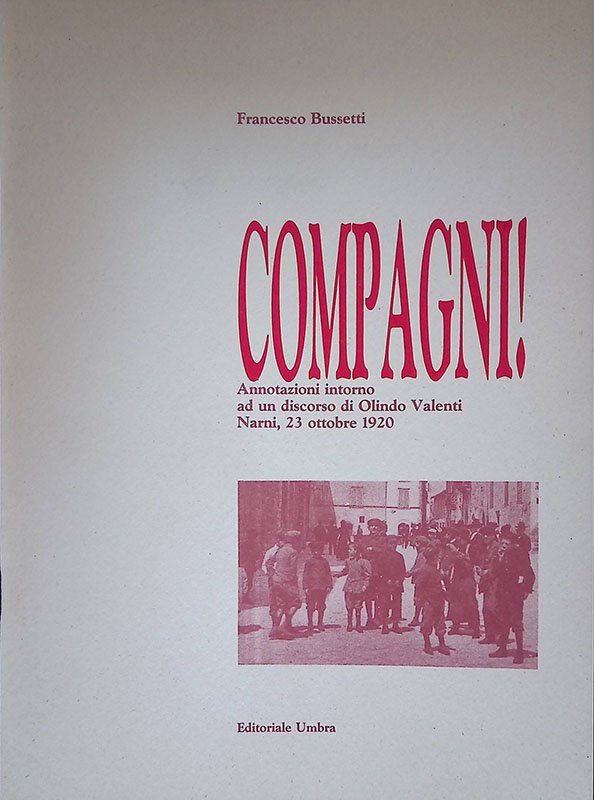 Francesco Bussetti
COMPAGNI!
Annotazioni intorno
ad un discorso di Olindo Valenti
Narni, 23 ottobre 1920
Editoriale Umbra